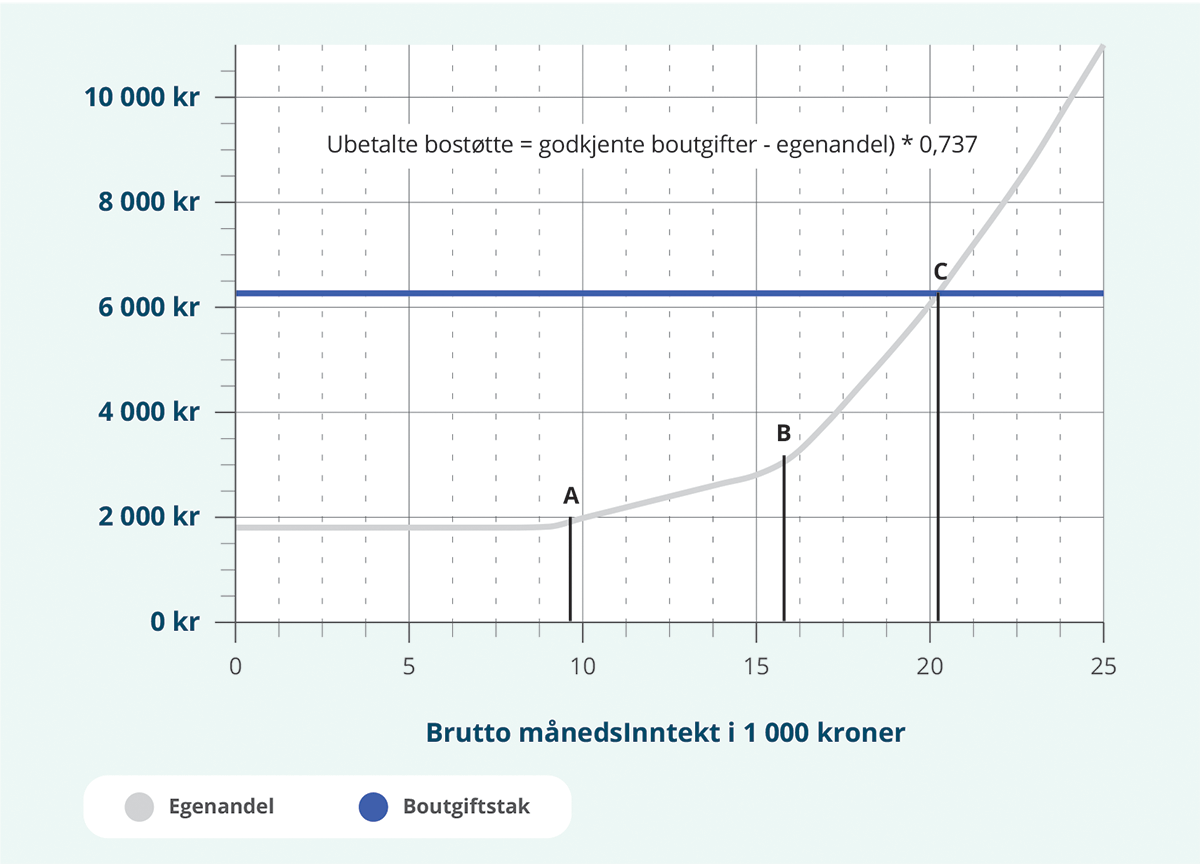 10 000 kr
Ubetalte bostøtte = godkjente boutgifter - egenandel) * 0,737
8 000 kr
C
6 000 kr
4 000 kr
B
A
2 000 kr
0 kr
0 5 10 15 20 25
Brutto månedsInntekt i 1 000 kroner
Egenandel Boutgiftstak